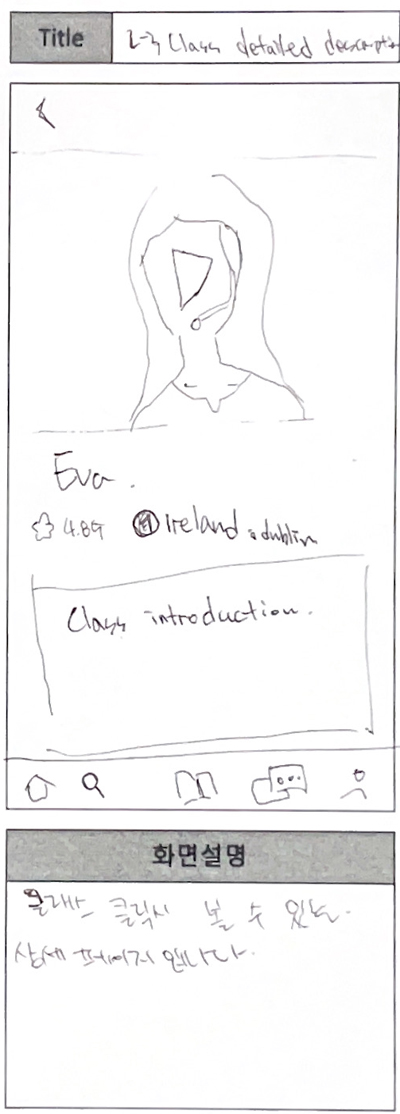 Title
2-3 Class detailed descriptio
Eva.
4.89 Ireland, dublin
Class introduction.
화면설명
클래스 클릭시 볼 수 있는
상세 페이지 입니다.